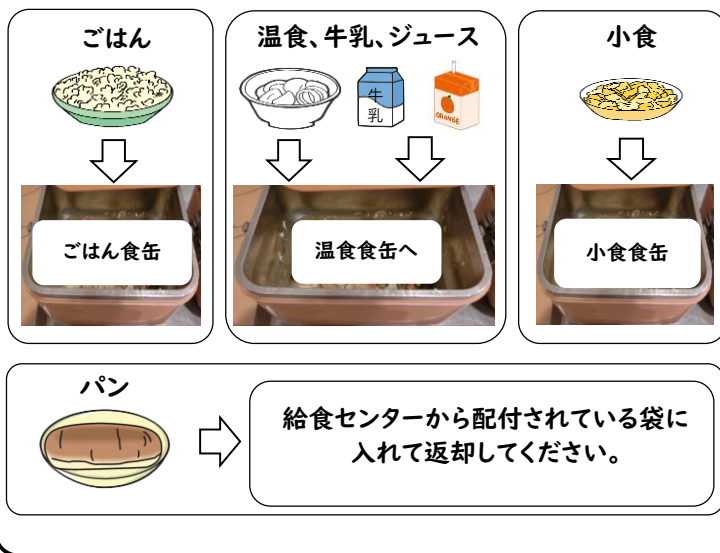 ごはん
温食、牛乳、ジュース
小食
牛
乳
ORANGE
ごはん食缶
温食食缶へ
小食食缶
パン
給食センターから配付されている袋に
入れて返却してください。